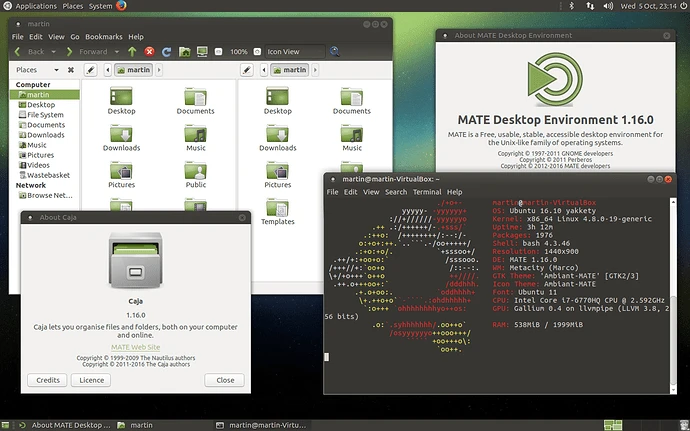 Applications Places System
Wed 5 Oct, 23:14
martin
File Edit View Go Bookmarks Help
Back Forward 100% Icon View
Places
martin
martin
Computer
martin
Desktop
File System
Documents
Downloads
Music
Pictures
Videos
Wastebasket
Network
Browse Net...
Desktop
Documents
Downloads
Music
Pictures
Public
Desktop
Documents
Downloads
Music
Pictures
Templates
About MATE Desktop Environment
MATE Desktop Environment 1.16.0
MATE is a Free, usable, stable, accessible desktop environment for
the Unix-like family of operating systems.
Copyright © 1997-2011 GNOME developers
Copyright © 2011 Perberos
Copyright © 2012-2016 MATE developers
About Caja
Caja
1.16.0
Caja lets you organise files and folders, both on your computer
and online.
MATE Web Site
Copyright © 1999-2009 The Nautilus authors
Copyright © 2011-2016 The Caja authors
Credits Licence Close
martin@martin-VirtualBox: ~
File Edit View Search Terminal Help
martin@martin-VirtualBox
OS: Ubuntu 16.10 yakkety
Kernel: x86_64 Linux 4.8.0-19-generic
Uptime: 3h 12m
Packages: 1976
Shell: bash 4.3.46
Resolution: 1440x900
DE: MATE 1.16.0
WM: Metacity (Marco)
GTK Theme: 'Ambiant-MATE' [GTK2/3]
Icon Theme: Ambiant-MATE
Font: Ubuntu 11
CPU: Intel Core i7-6770HQ CPU @ 2.592GHz
GPU: Gallium 0.4 on llvmpipe (LLVM 3.8, 2
56 bits)
RAM: 538MiB / 1999MiB
About MATE Desktop ...
martin
martin@martin-Virtu...